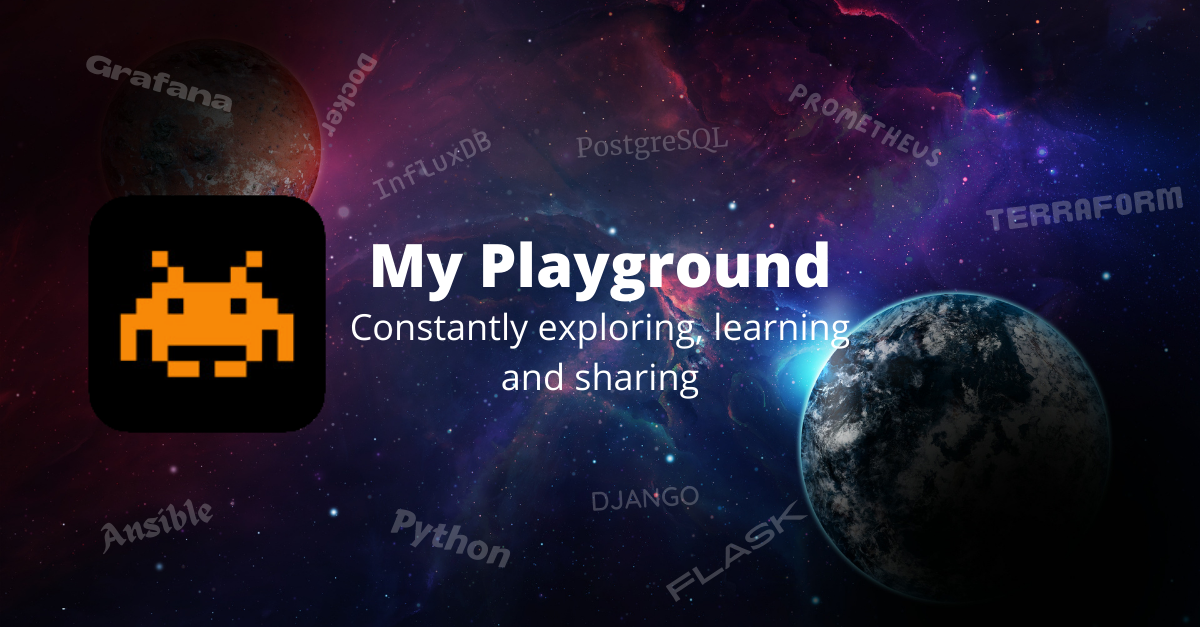 Grafana
Docker
InfluxDB
PostgreSQL
PROMETHEUS
TERRAFORM
My Playground
Constantly exploring, learning
and sharing
Ansible
Python
DJANGO
FLASK